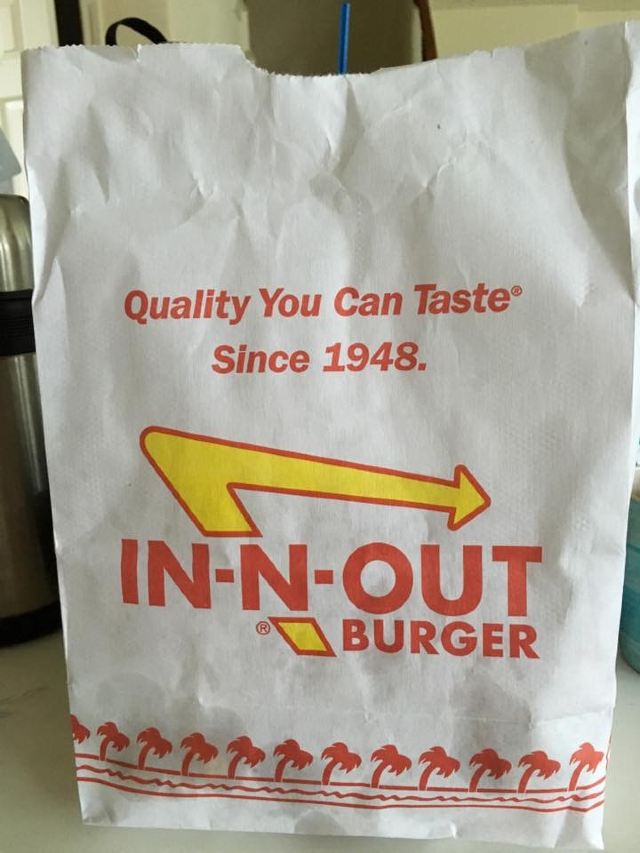 Quality You Can Taste®
Since 1948.
IN-N-OUT
® BURGER